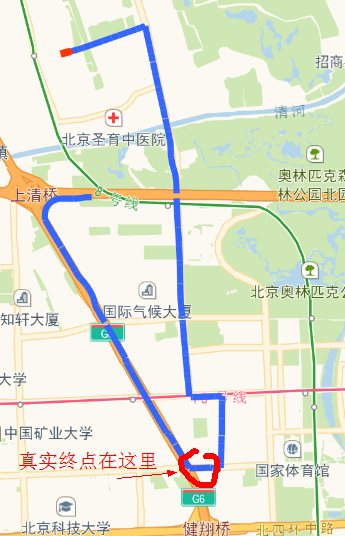 招商
清河
北京圣育中医院
奥林匹克森
林公园北园
镇
上清桥
8号线
北京奥林匹克公
国际气候大厦
知轩大厦
G6
大学
号线
中国矿业大学
真实终点在这里
国家体育馆
G6
北京科技大学
健翔桥
北四环中路